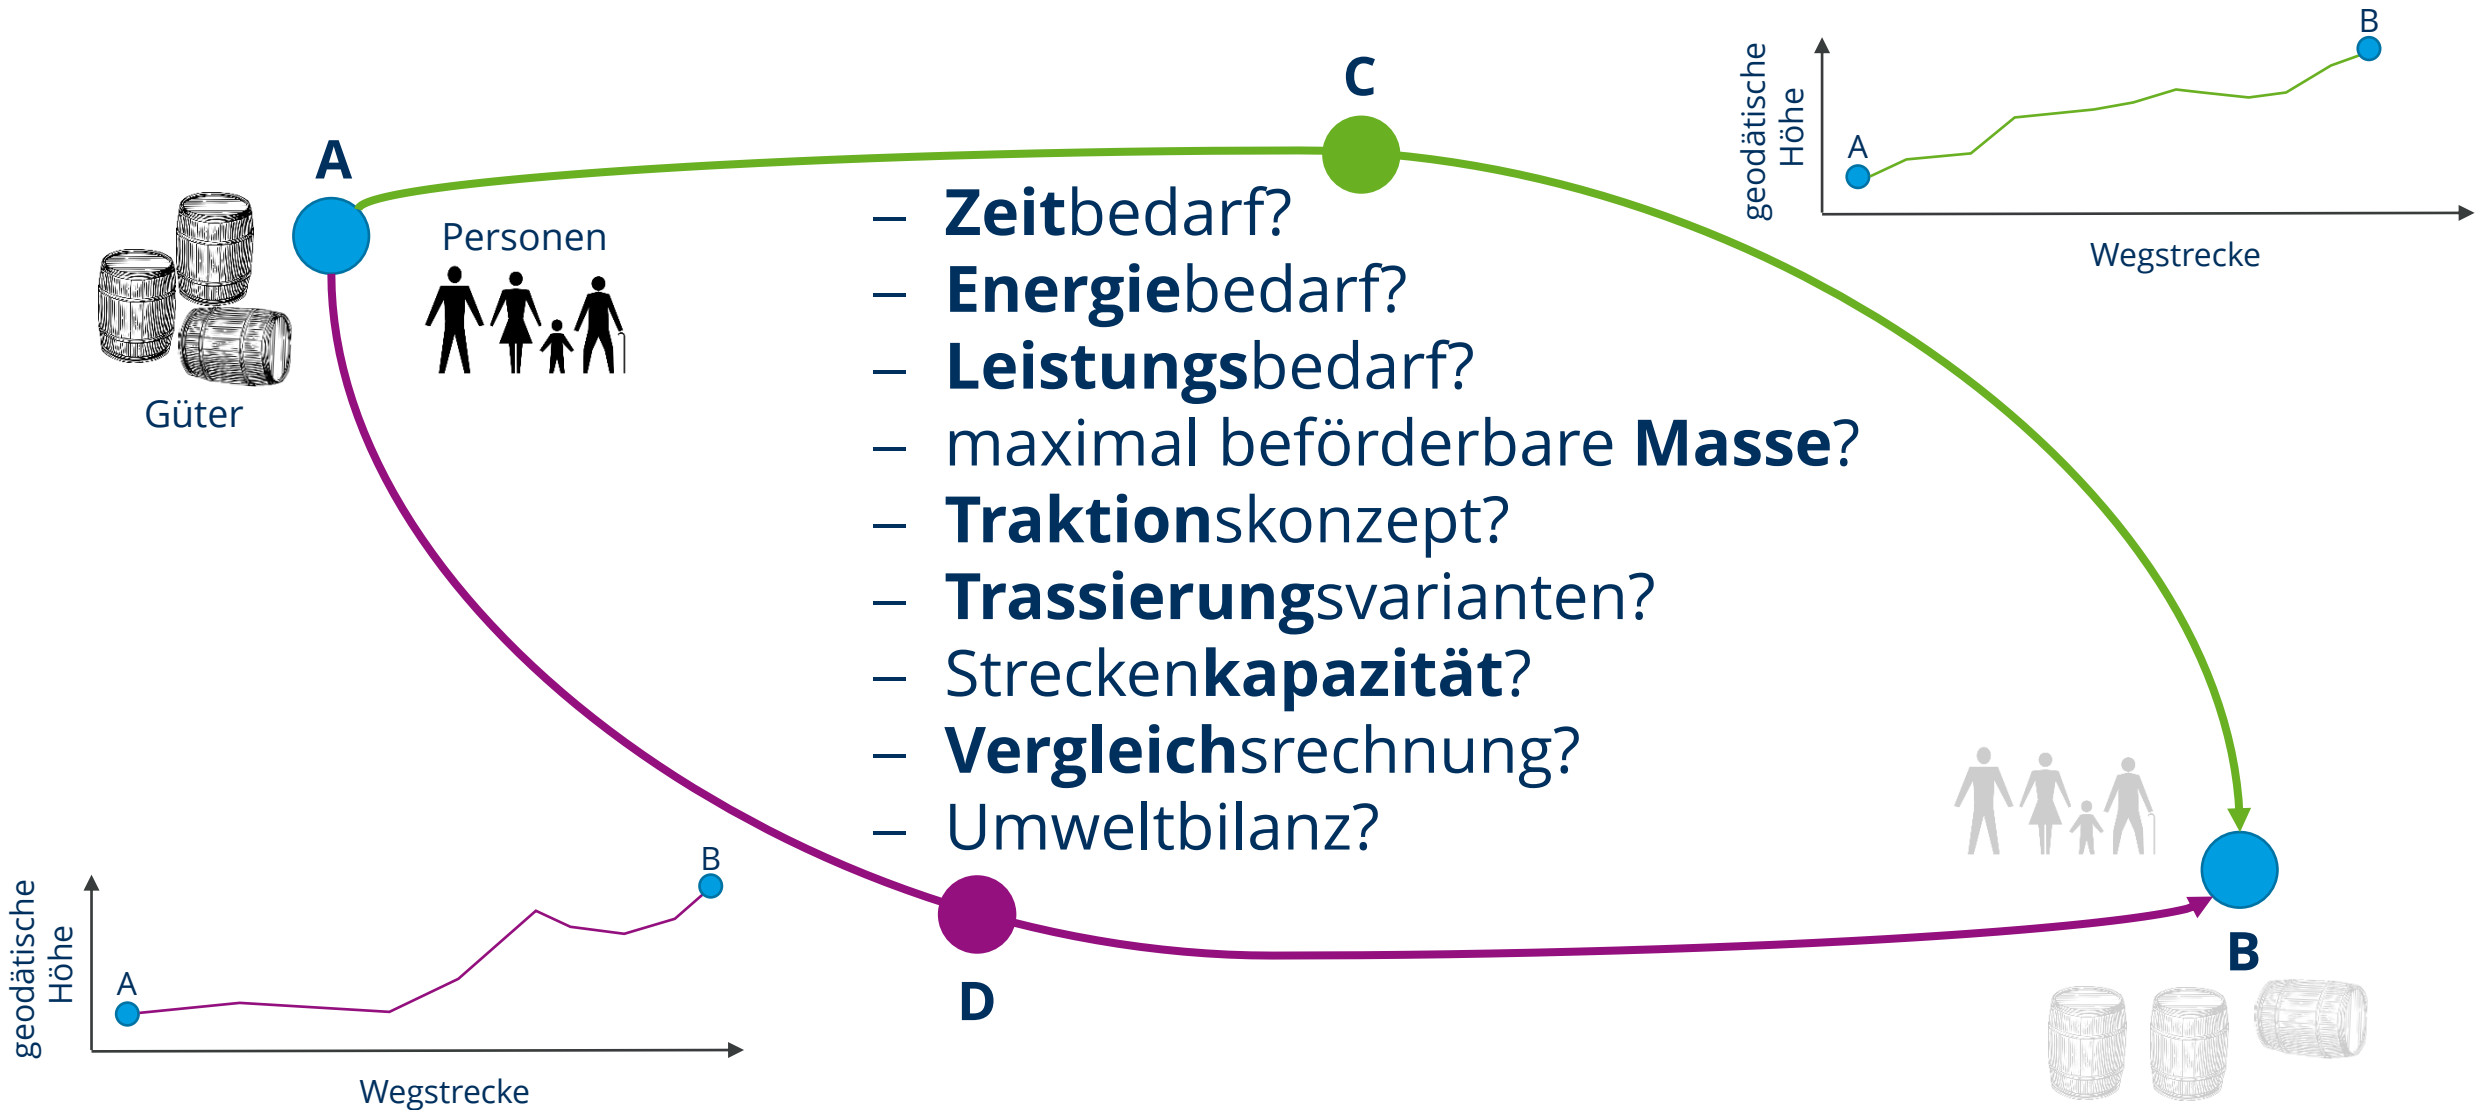 A
Güter
Personen
C
– Zeitbedarf?
– Energiebedarf?
– Leistungsbedarf?
– maximal beförderbare Masse?
– Traktionskonzept?
– Trassierungsvarianten?
– Streckenkapazität?
– Vergleichsrechnung?
– Umweltbilanz?
geodätische
Höhe
A
B
Wegstrecke
geodätische
Höhe
A
B
Wegstrecke
D
B